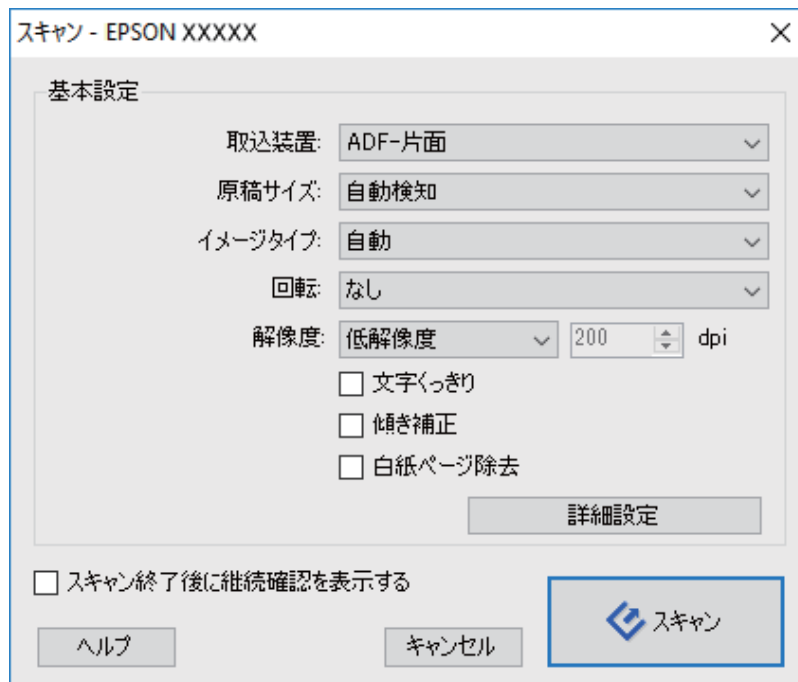 スキャン - EPSON XXXXX
基本設定
取込装置: ADF-片面
原稿サイズ: 自動検知
イメージタイプ: 自動
回転: なし
解像度: 低解像度 200 dpi
文字くっきり
傾き補正
白紙ページ除去
詳細設定
スキャン終了後に継続確認を表示する
ヘルプ キャンセル スキャン